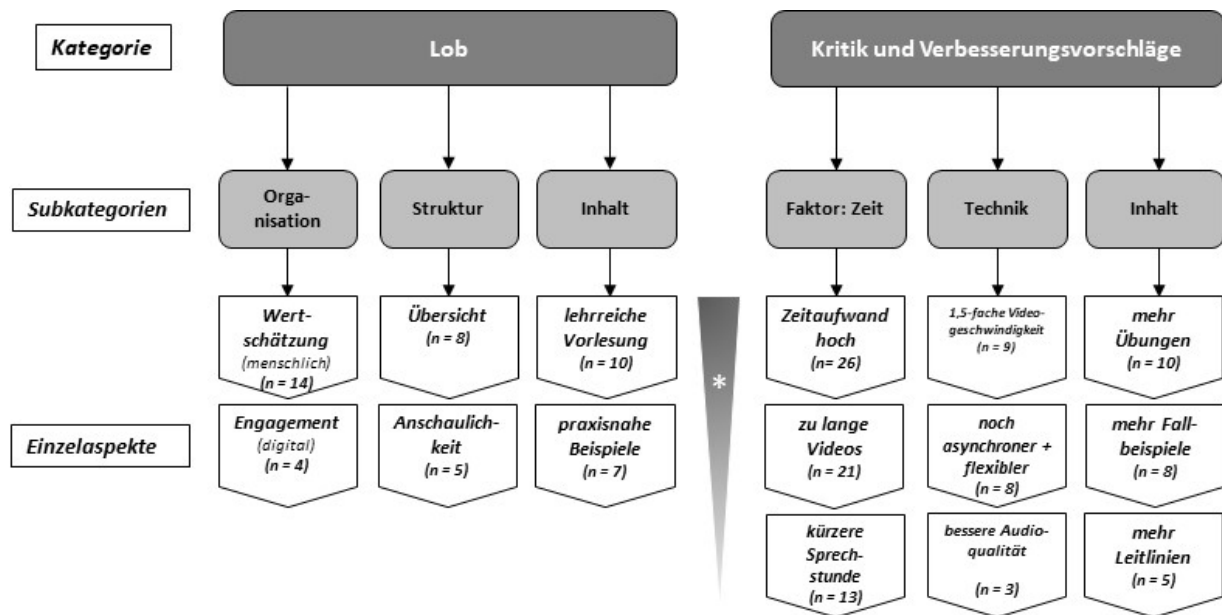 Kategorie
Lob
Kritik und Verbesserungsvorschläge
Subkategorien
Orga-
nisation
Struktur
Inhalt
Faktor: Zeit
Technik
Inhalt
Einzelaspekte
Wert-
schätzung
(menschlich)
(n = 14)
Übersicht
(n = 8)
lehrreiche
Vorlesung
(n = 10)
Engagement
(digital)
(n = 4)
Anschaulich-
keit
(n = 5)
praxisnahe
Beispiele
(n = 7)
*
Zeitaufwand
hoch
(n= 26)
1,5-fache Video-
geschwindigkeit
(n = 9)
mehr
Übungen
(n = 10)
zu lange
Videos
(n = 21)
noch
asynchroner +
flexibler
(n = 8)
mehr Fall-
beispiele
(n = 8)
kürzere
Sprech-
stunde
(n = 13)
bessere Audio-
qualität
(n = 3)
mehr
Leitlinien
(n = 5)